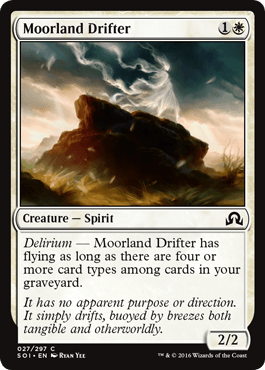 Moorland Drifter 1
Creature — Spirit
Delirium — Moorland Drifter has
flying as long as there are four or
more card types among cards in your
graveyard.
It has no apparent purpose or direction.
It simply drifts, buoyed by breezes both
tangible and otherworldly.
2/2
027/297 C
SOI • EN Ryan Yee
™ & © 2016 Wizards of the Coast